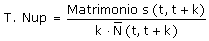 T. Nup = Matrimonio s (t, t + k) / k · N̅ (t, t + k)